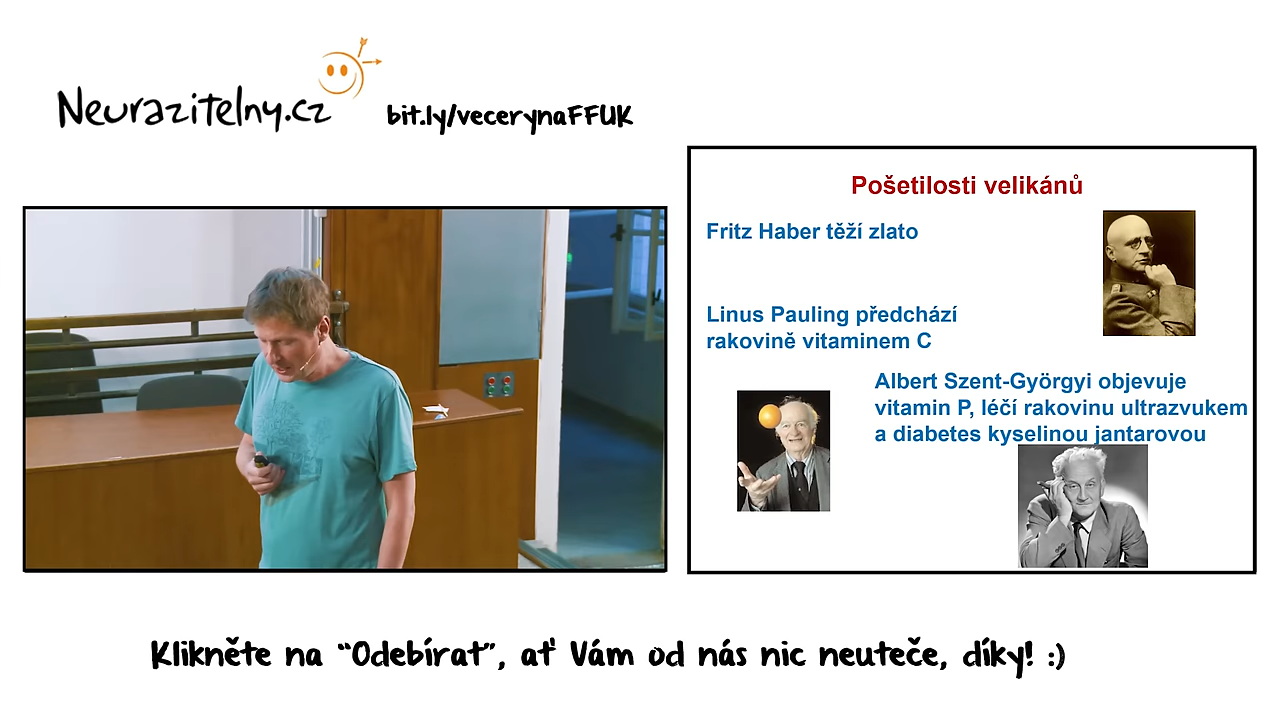 Neurazitelny.cz
bit.ly/vecerynaFFUK
Pošetilosti velikánů
Fritz Haber těží zlato
Linus Pauling předchází
rakovině vitaminem C
Albert Szent-Györgyi objevuje
vitamin P, léčí rakovinu ultrazvukem
a diabetes kyselinou jantarovou
Klikněte na “Odebírat”, ať Vám od nás nic neuteče, díky! :)